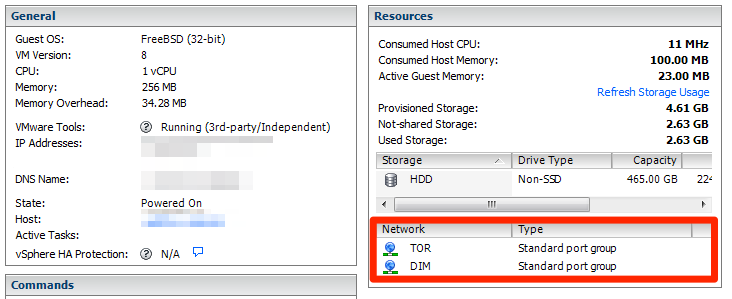 General
Guest OS: FreeBSD (32-bit)
VM Version: 8
CPU: 1 vCPU
Memory: 256 MB
Memory Overhead: 34.28 MB
VMware Tools: Running (3rd-party/Independent)
IP Addresses:
DNS Name:
State: Powered On
Host:
Active Tasks:
vSphere HA Protection: N/A
Commands
Resources
Consumed Host CPU: 11 MHz
Consumed Host Memory: 100.00 MB
Active Guest Memory: 23.00 MB
Refresh Storage Usage
Provisioned Storage: 4.61 GB
Not-shared Storage: 2.63 GB
Used Storage: 2.63 GB
Storage Drive Type Capacity
HDD Non-SSD 465.00 GB 224
Network Type
TOR Standard port group
DIM Standard port group